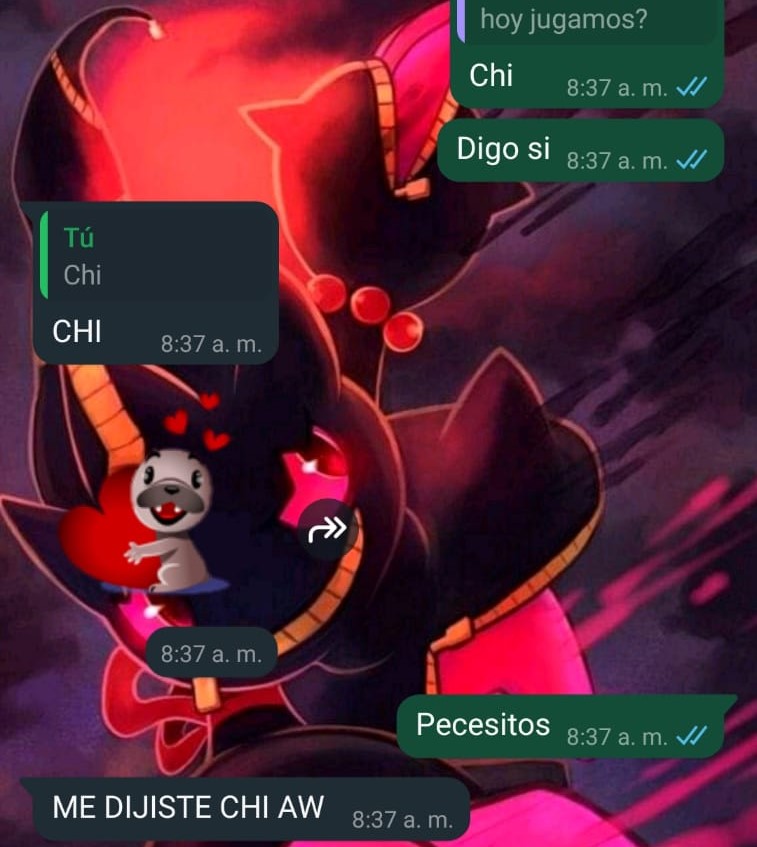 hoy jugamos?
Chi
8:37 a. m.
Digo si
8:37 a. m.
Tú
Chi
CHI
8:37 a. m.
8:37 a. m.
Pecesitos
8:37 a. m.
ME DIJISTE CHI AW
8:37 a. m.